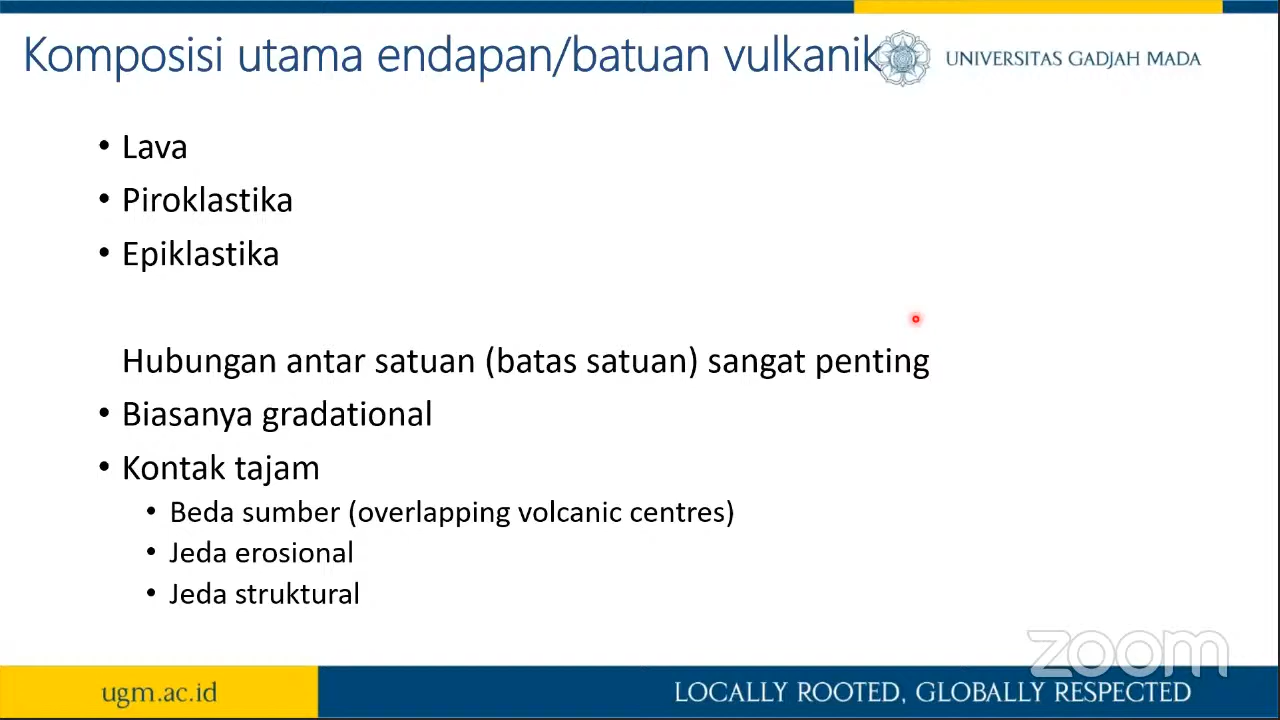 Komposisi utama endapan/batuan vulkanik
UNIVERSITAS GADJAH MADA
• Lava
• Piroklastika
• Epiklastika
Hubungan antar satuan (batas satuan) sangat penting
• Biasanya gradational
• Kontak tajam
• Beda sumber (overlapping volcanic centres)
• Jeda erosional
• Jeda struktural
zoom
ugm.ac.id
LOCALLY ROOTED, GLOBALLY RESPECTED